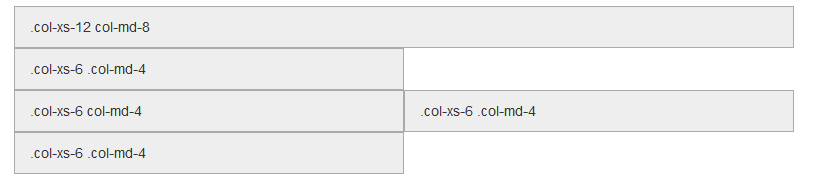 .col-xs-12 col-md-8
.col-xs-6 .col-md-4
.col-xs-6 col-md-4 .col-xs-6 .col-md-4
.col-xs-6 .col-md-4